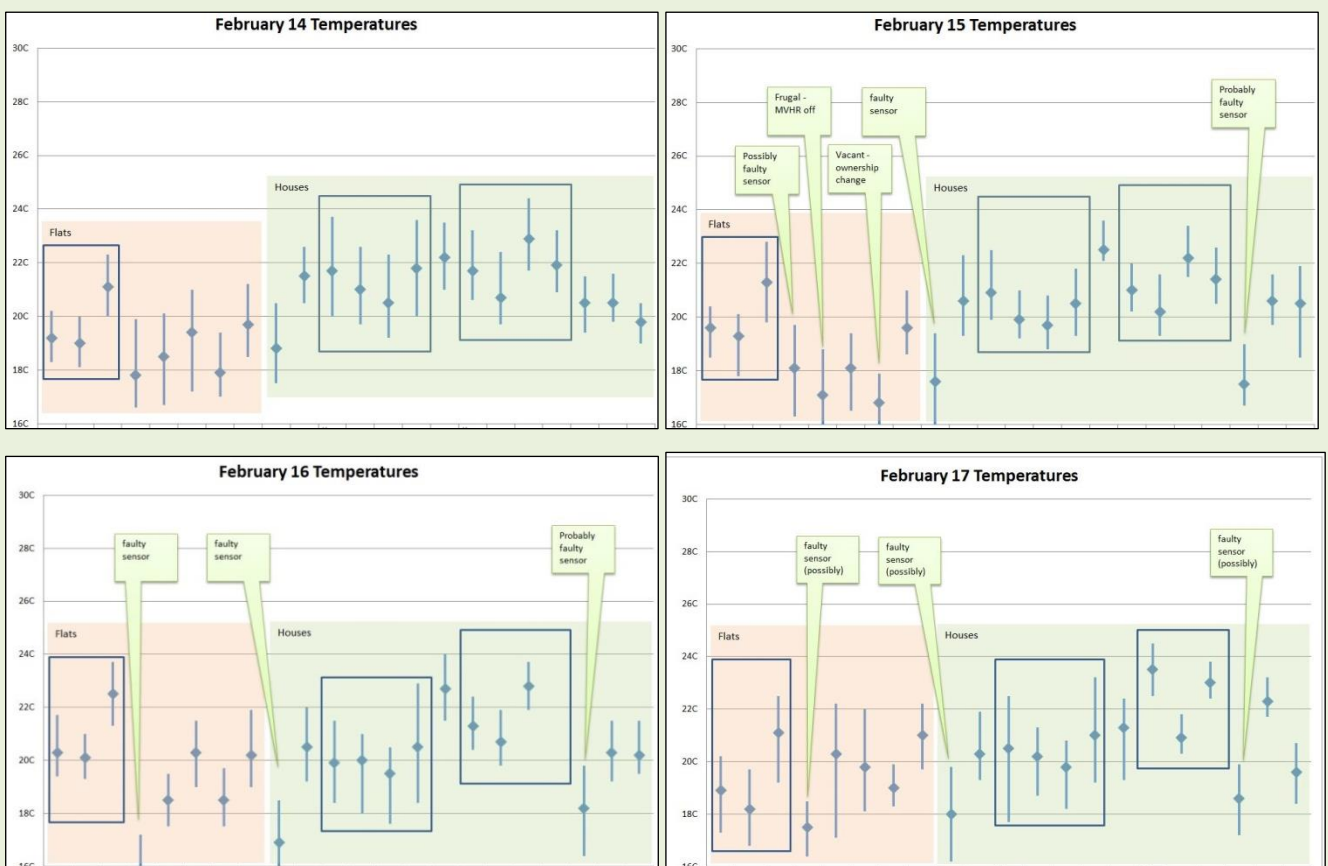 February 14 Temperatures
30C
28C
26C
24C
22C
20C
18C
16C
Flats
Houses
February 15 Temperatures
30C
28C
26C
24C
22C
20C
18C
16C
Possibly
faulty
sensor
Frugal -
MVHR off
Vacant -
ownership
change
faulty
sensor
Probably
faulty
sensor
Flats
Houses
February 16 Temperatures
30C
28C
26C
24C
22C
20C
18C
16C
faulty
sensor
faulty
sensor
Probably
faulty
sensor
Flats
Houses
February 17 Temperatures
30C
28C
26C
24C
22C
20C
18C
16C
faulty
sensor
(possibly)
faulty
sensor
(possibly)
faulty
sensor
(possibly)
Flats
Houses